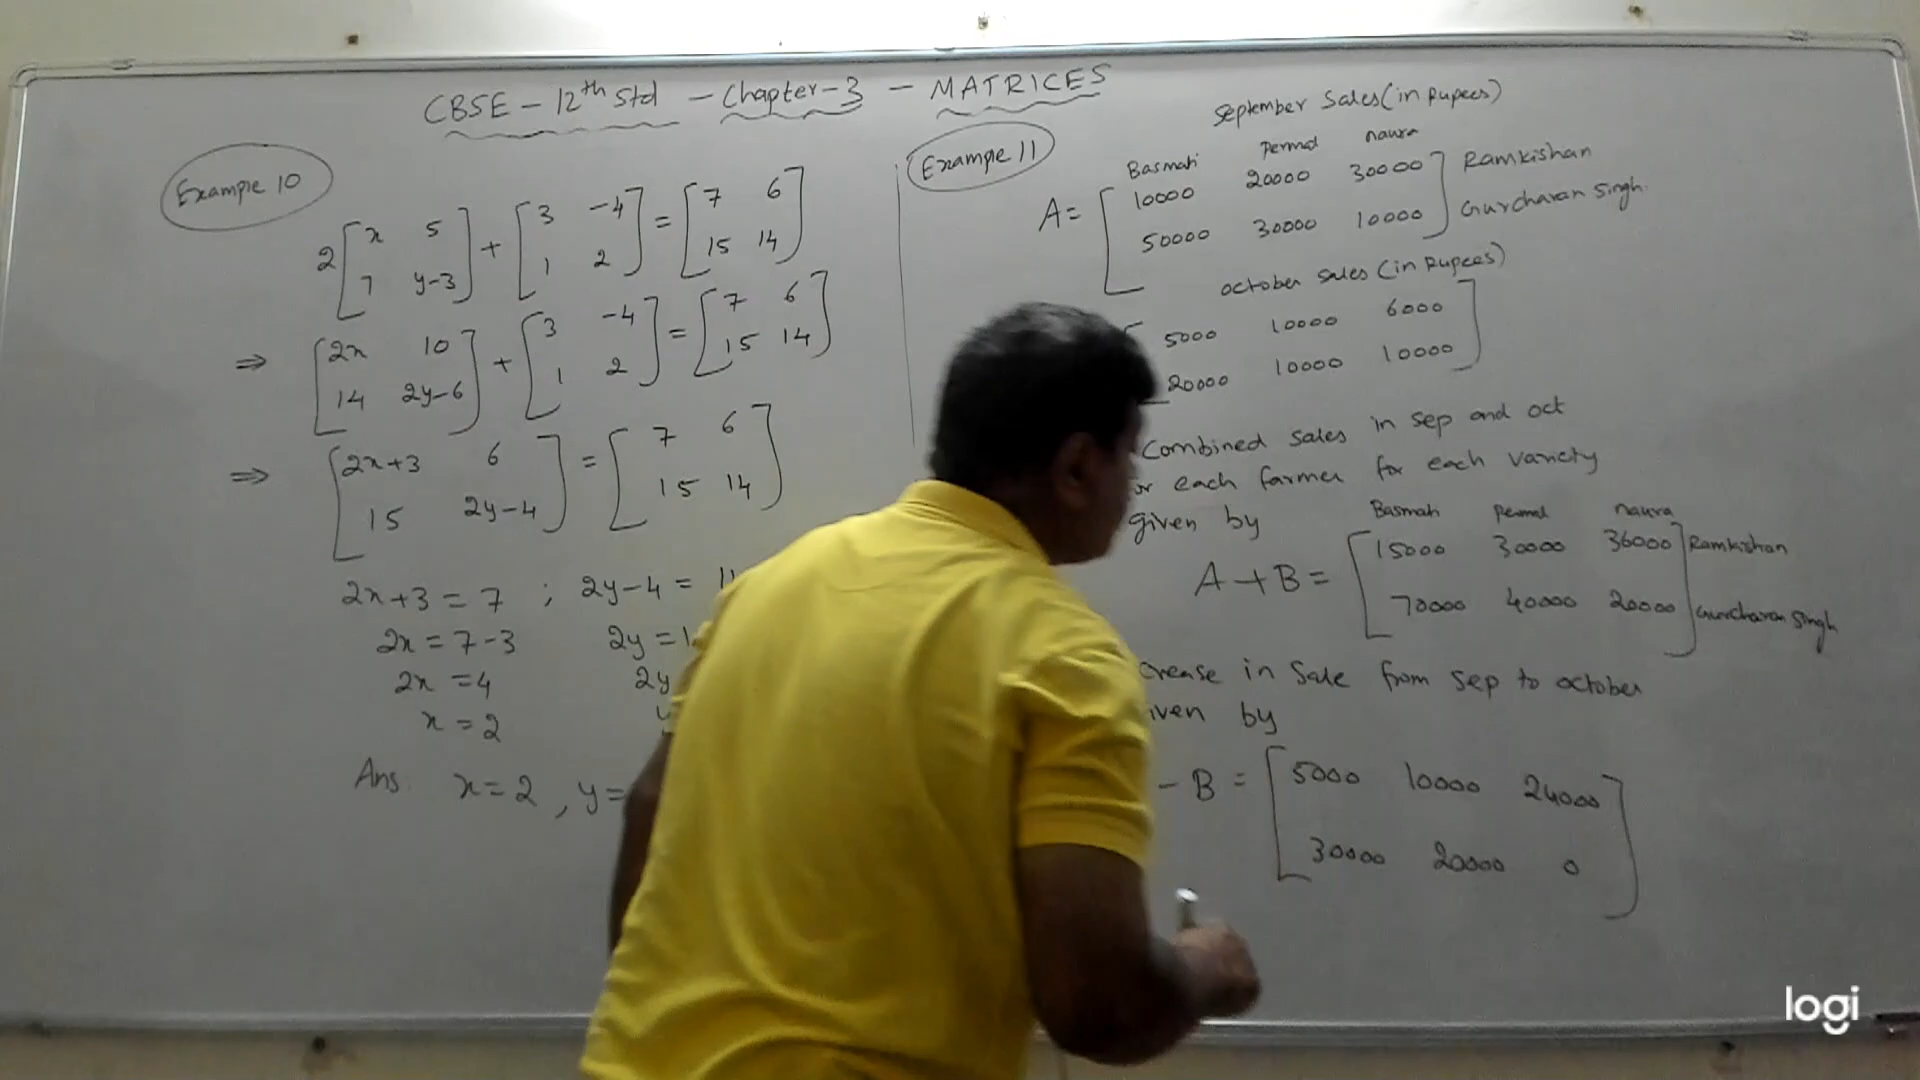 CBSE - 12th Std - Chapter-3 - MATRICES
Example 10
2 [ x 5 ; 7 y-3 ] + [ 3 -4 ; 1 2 ] = [ 7 6 ; 15 14 ]
⇒ [ 2x 10 ; 14 2y-6 ] + [ 3 -4 ; 1 2 ] = [ 7 6 ; 15 14 ]
⇒ [ 2x+3 6 ; 15 2y-4 ] = [ 7 6 ; 15 14 ]
2x+3 = 7 ; 2y-4 =
2x = 7-3 2y =
2x = 4 2y
x = 2
Ans. x=2, y=
Example 11
September Sales (in Rupees)
Basmati Permal naura
A = [ 10000 20000 30000 ; 50000 30000 10000 ] Ramkishan
Gurcharan Singh
october sales (in Rupees)
5000 10000 6000
20000 10000 10000
Combined sales in sep and oct
each farmer for each variety
given by
Basmati permal naura
A+B = [ 15000 30000 36000 ; 70000 40000 20000 ] Ramkishan
Gurcharan Singh
in Sale from Sep to october
by
- B = [ 5000 10000 24000 ; 30000 20000 0 ]
logi